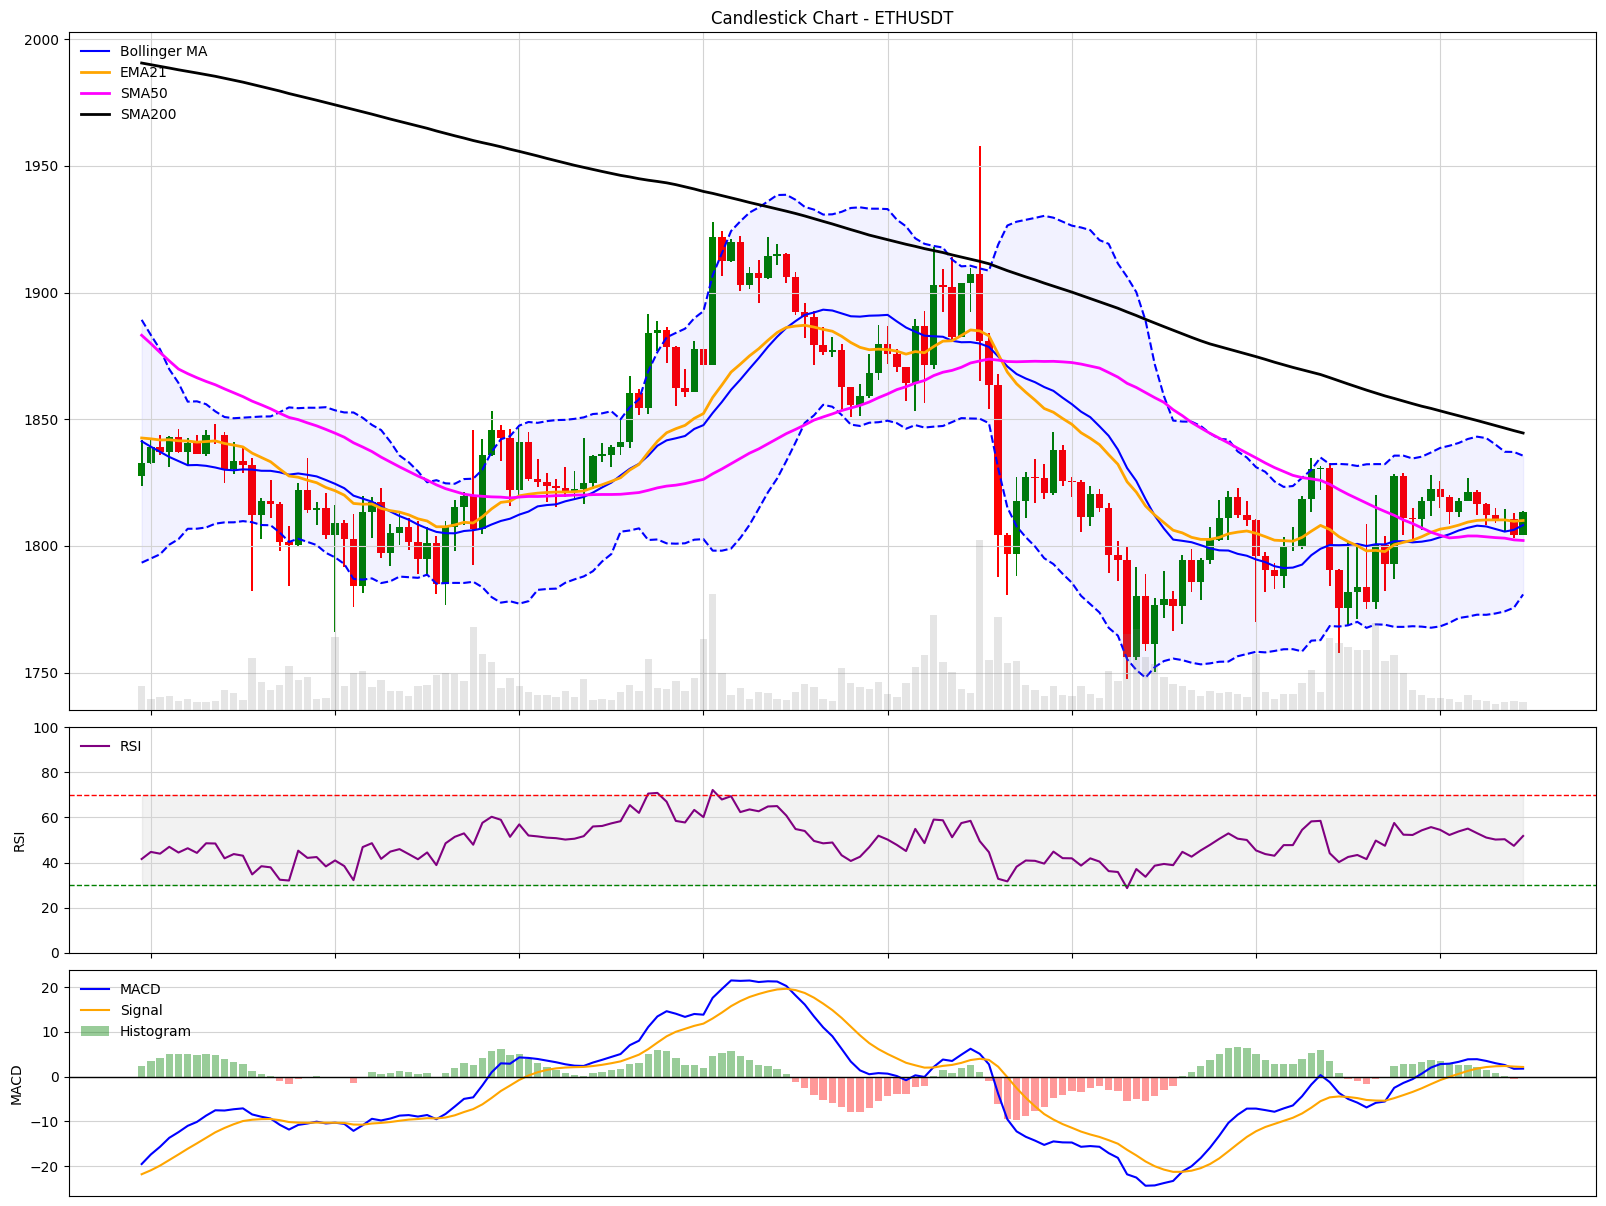 Candlestick Chart - ETHUSDT
2000
1950
1900
1850
1800
1750
Bollinger MA
EMA21
SMA50
SMA200
100
80
60
40
20
0
RSI
RSI
20
10
0
−10
−20
MACD
MACD
Signal
Histogram